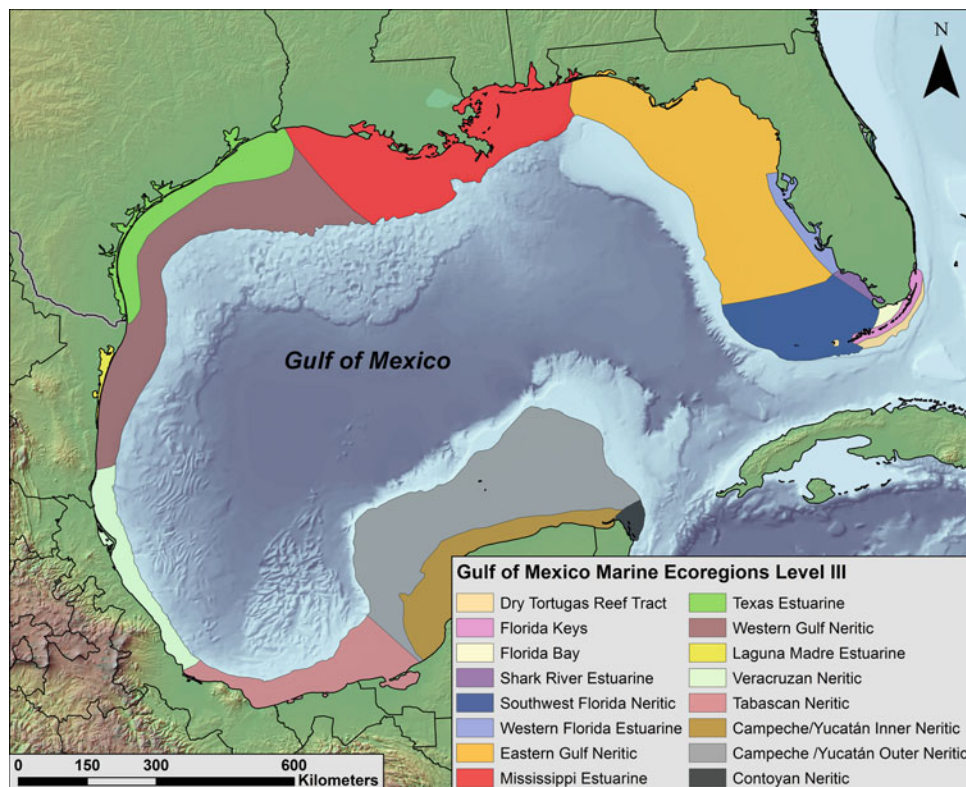 N
Gulf of Mexico
Gulf of Mexico Marine Ecoregions Level III
Dry Tortugas Reef Tract
Florida Keys
Florida Bay
Shark River Estuarine
Southwest Florida Neritic
Western Florida Estuarine
Eastern Gulf Neritic
Mississippi Estuarine
Texas Estuarine
Western Gulf Neritic
Laguna Madre Estuarine
Veracruzan Neritic
Tabascan Neritic
Campeche/Yucatán Inner Neritic
Campeche /Yucatán Outer Neritic
Contoyan Neritic
0 150 300 600
Kilometers